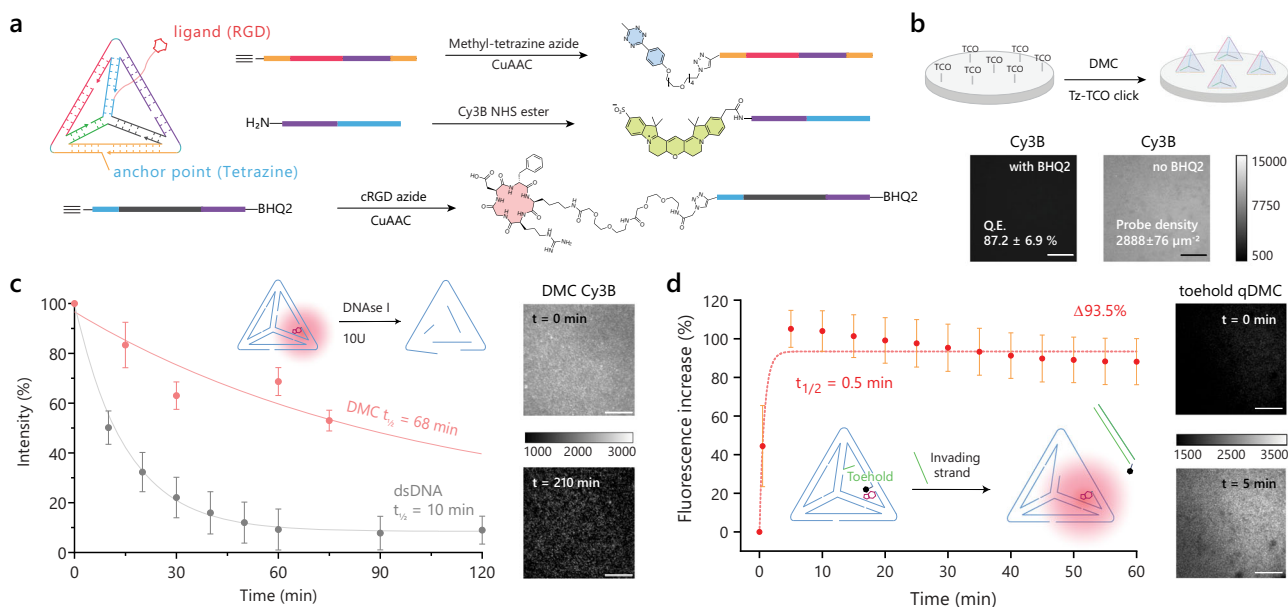 a
ligand (RGD)
anchor point (Tetrazine)
Methyl-tetrazine azide
CuAAC
H₂N
Cy3B NHS ester
BHQ2
cRGD azide
CuAAC
BHQ2
b
TCO TCO TCO TCO TCO TCO TCO
DMC
Tz-TCO click
Cy3B
with BHQ2
Q.E.
87.2 ± 6.9 %
Cy3B
no BHQ2
Probe density
2888±76 µm⁻²
15000
500
c
Intensity (%)
100
80
60
40
20
0
0 30 60 90 120
Time (min)
DNAse I
10U
DMC t½ = 68 min
dsDNA
t½ = 10 min
DMC Cy3B
t = 0 min
1000 2000 3000
t = 210 min
d
Fluorescence increase (%)
120
100
80
60
40
20
0
0 10 20 30 40 50 60
Time (min)
Δ93.5%
t1/2 = 0.5 min
Toehold
Invading
strand
toehold qDMC
t = 0 min
1500 2500 3500
t = 5 min